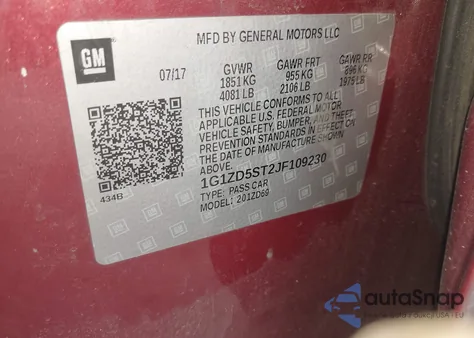 MFD BY GENERAL MOTORS LLC
GM
07/17
GVWR
1851 KG
4081 LB
GAWR FRT
955 KG
2106 LB
GAWR RR
896 KG
1975 LB
THIS VEHICLE CONFORMS TO ALL
APPLICABLE U.S. FEDERAL MOTOR
VEHICLE SAFETY, BUMPER, AND THEFT
PREVENTION STANDARDS IN EFFECT ON
THE DATE OF MANUFACTURE SHOWN
ABOVE.
1G1ZD5ST2JF109230
TYPE: PASS CAR
MODEL: 201ZD69
434B
autaSnap